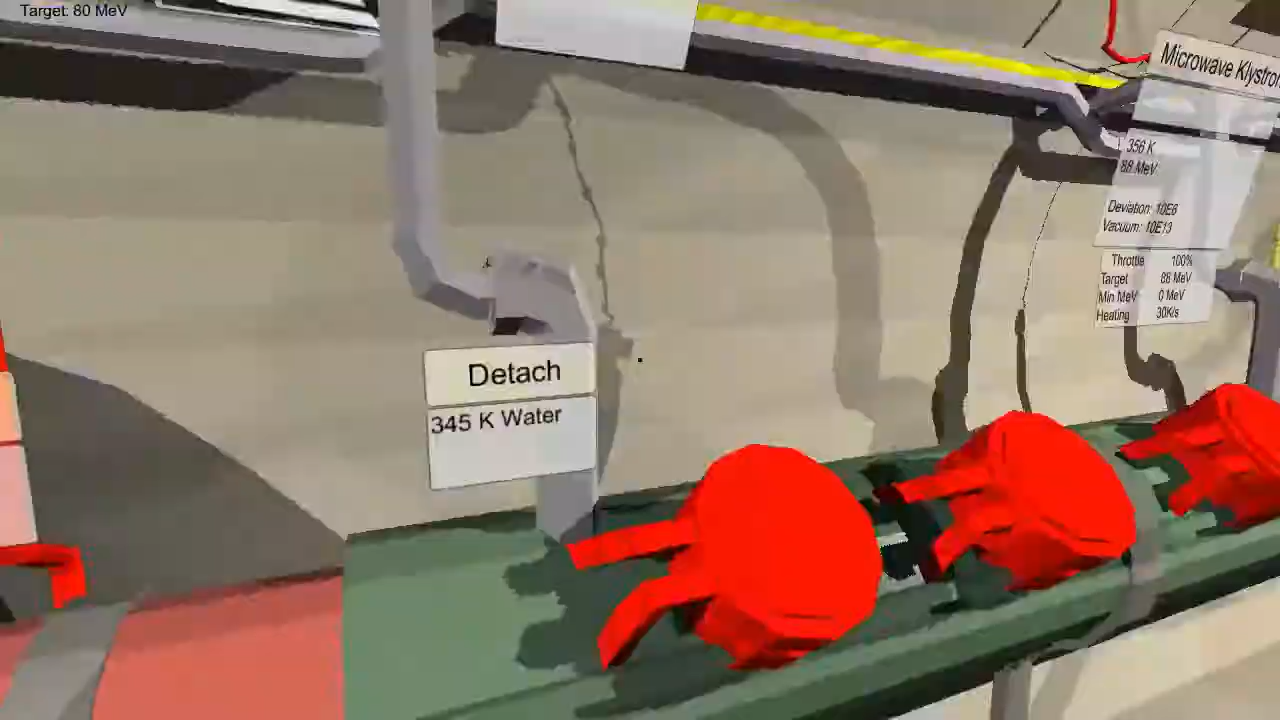 Target: 80 MeV
Microwave Klystron
356 K
88 MeV
Deviation: 10E6
Vacuum: 10E13
Throttle 100%
Target 88 MeV
Min MeV 0 MeV
Heating 30K/s
Detach
345 K Water